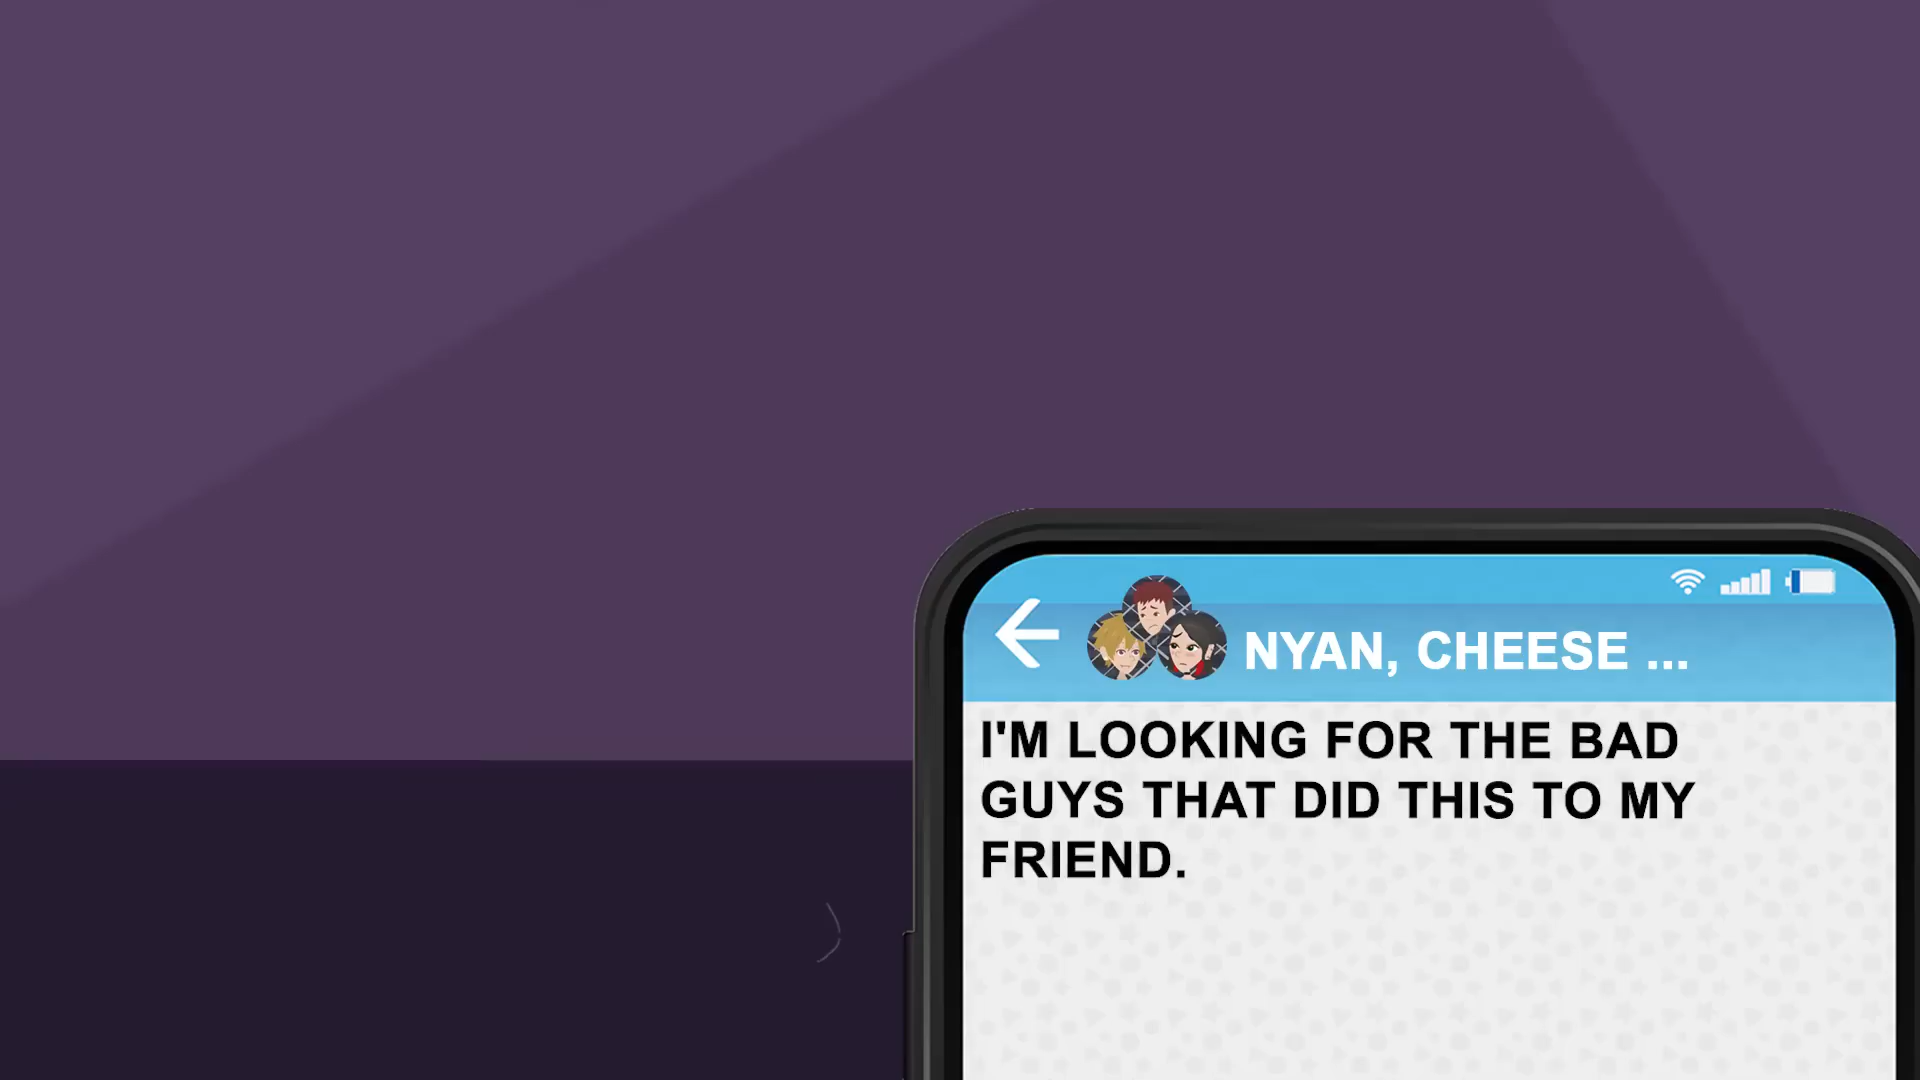 NYAN, CHEESE ...
I'M LOOKING FOR THE BAD
GUYS THAT DID THIS TO MY
FRIEND.